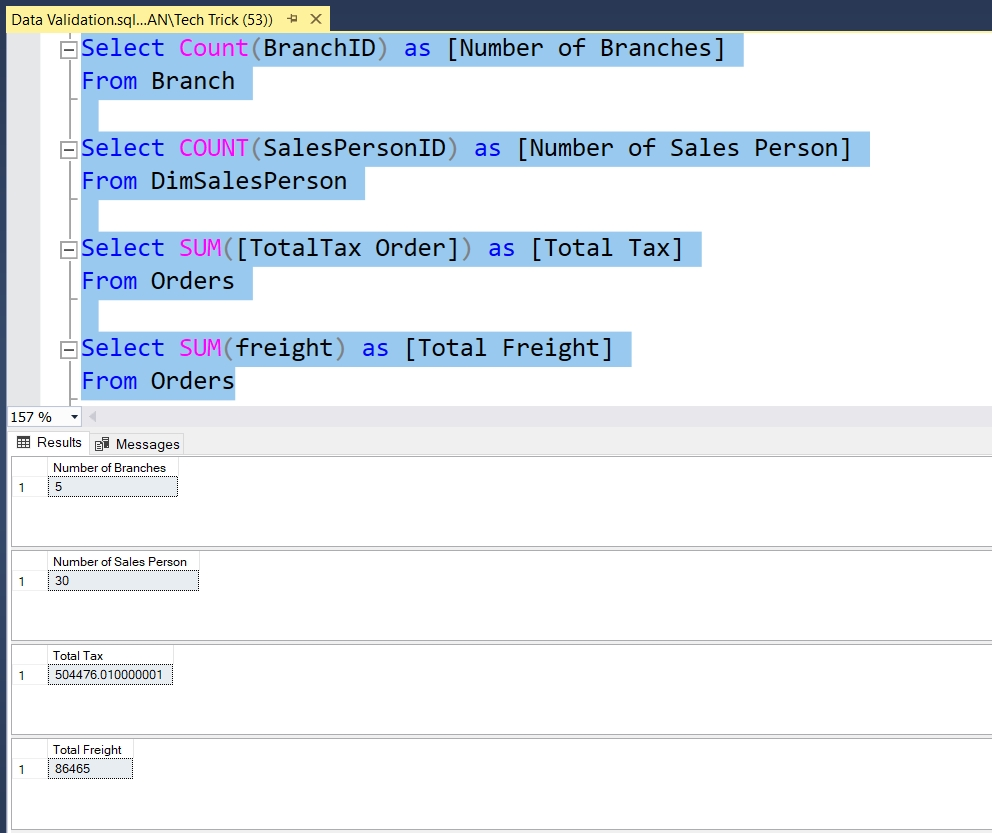 Data Validation.sql...AN\Tech Trick (53))
Select Count(BranchID) as [Number of Branches]
From Branch
Select COUNT(SalesPersonID) as [Number of Sales Person]
From DimSalesPerson
Select SUM([TotalTax Order]) as [Total Tax]
From Orders
Select SUM(freight) as [Total Freight]
From Orders
157 %
Results Messages
Number of Branches
1 5
Number of Sales Person
1 30
Total Tax
1 504476.010000001
Total Freight
1 86465